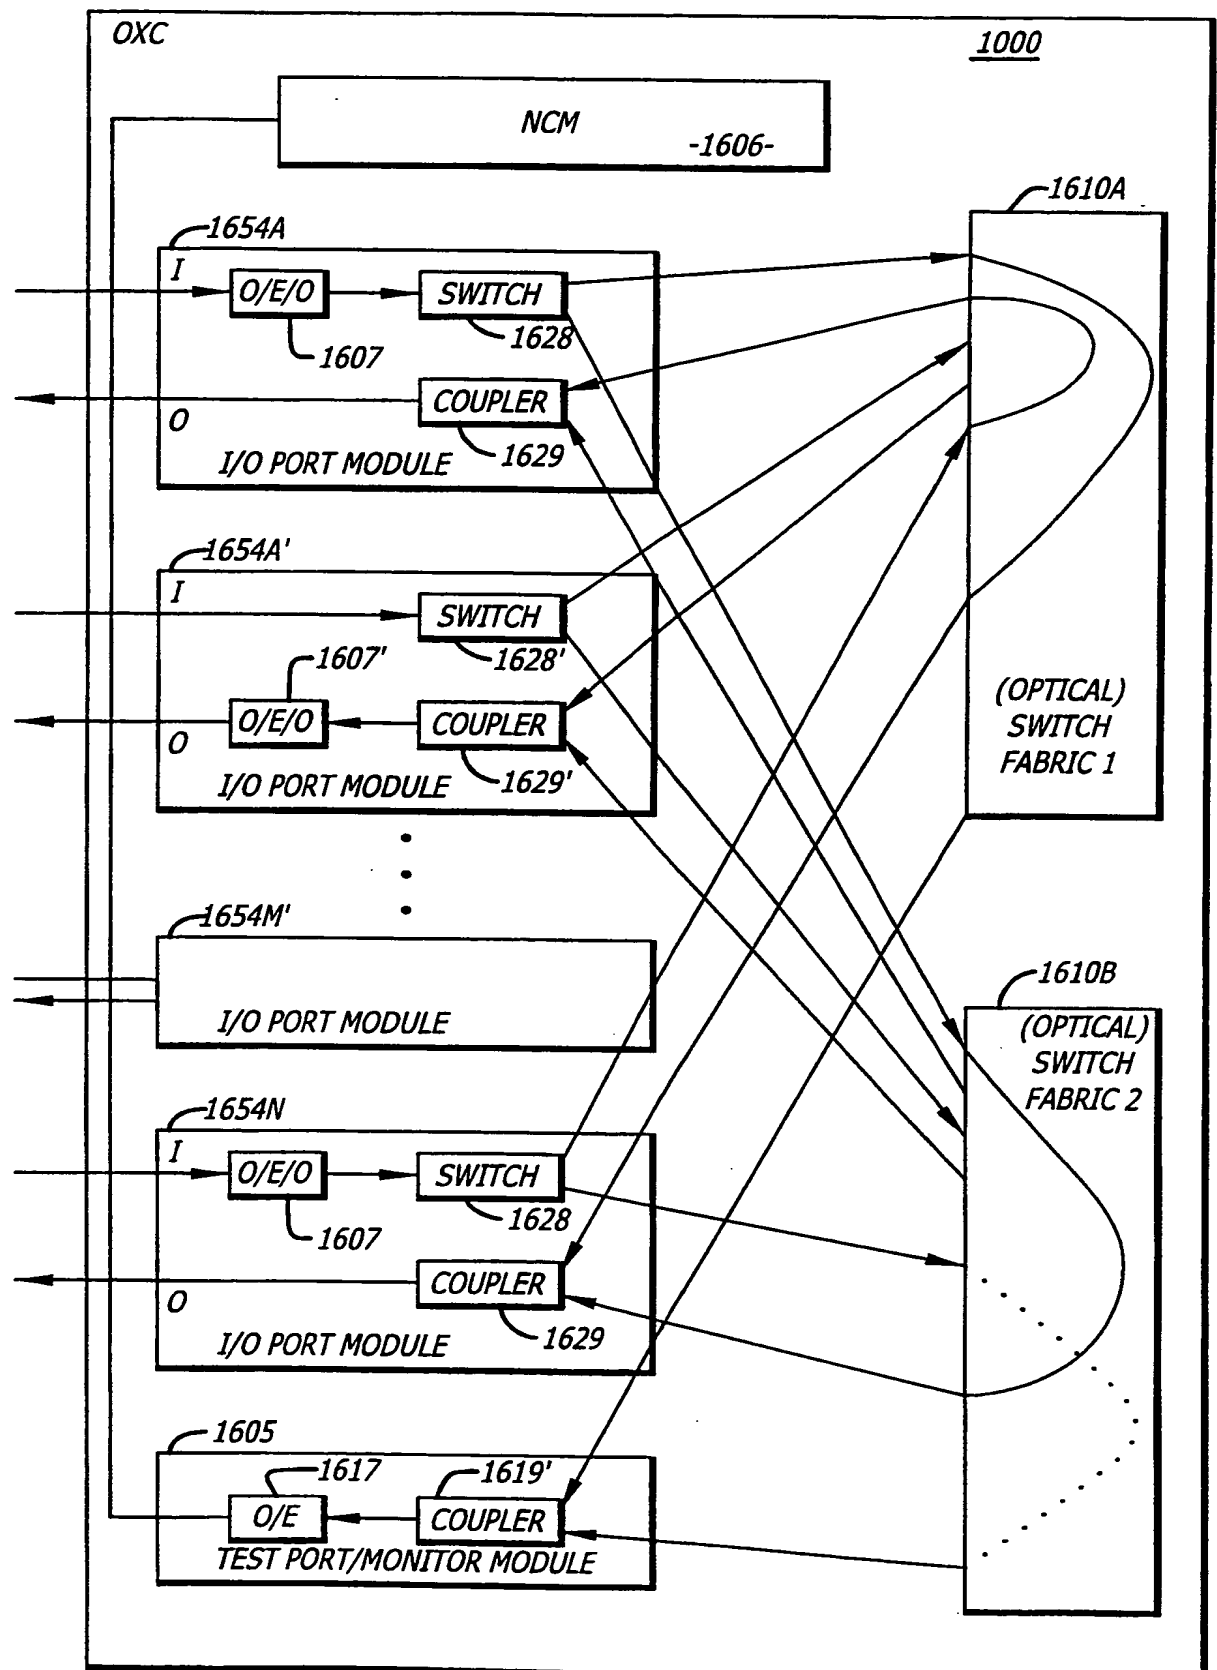 OXC
1000
NCM
-1606-
1610A
1654A
I
O/E/O
SWITCH
1628
1607
COUPLER
O
1629
I/O PORT MODULE
1654A'
I
SWITCH
1628'
1607'
O/E/O
COUPLER
O
1629'
I/O PORT MODULE
(OPTICAL)
SWITCH
FABRIC 1
1654M'
I/O PORT MODULE
1610B
(OPTICAL)
SWITCH
FABRIC 2
1654N
I
O/E/O
SWITCH
1628
1607
COUPLER
O
1629
I/O PORT MODULE
1605
1617
1619'
O/E
COUPLER
TEST PORT/MONITOR MODULE